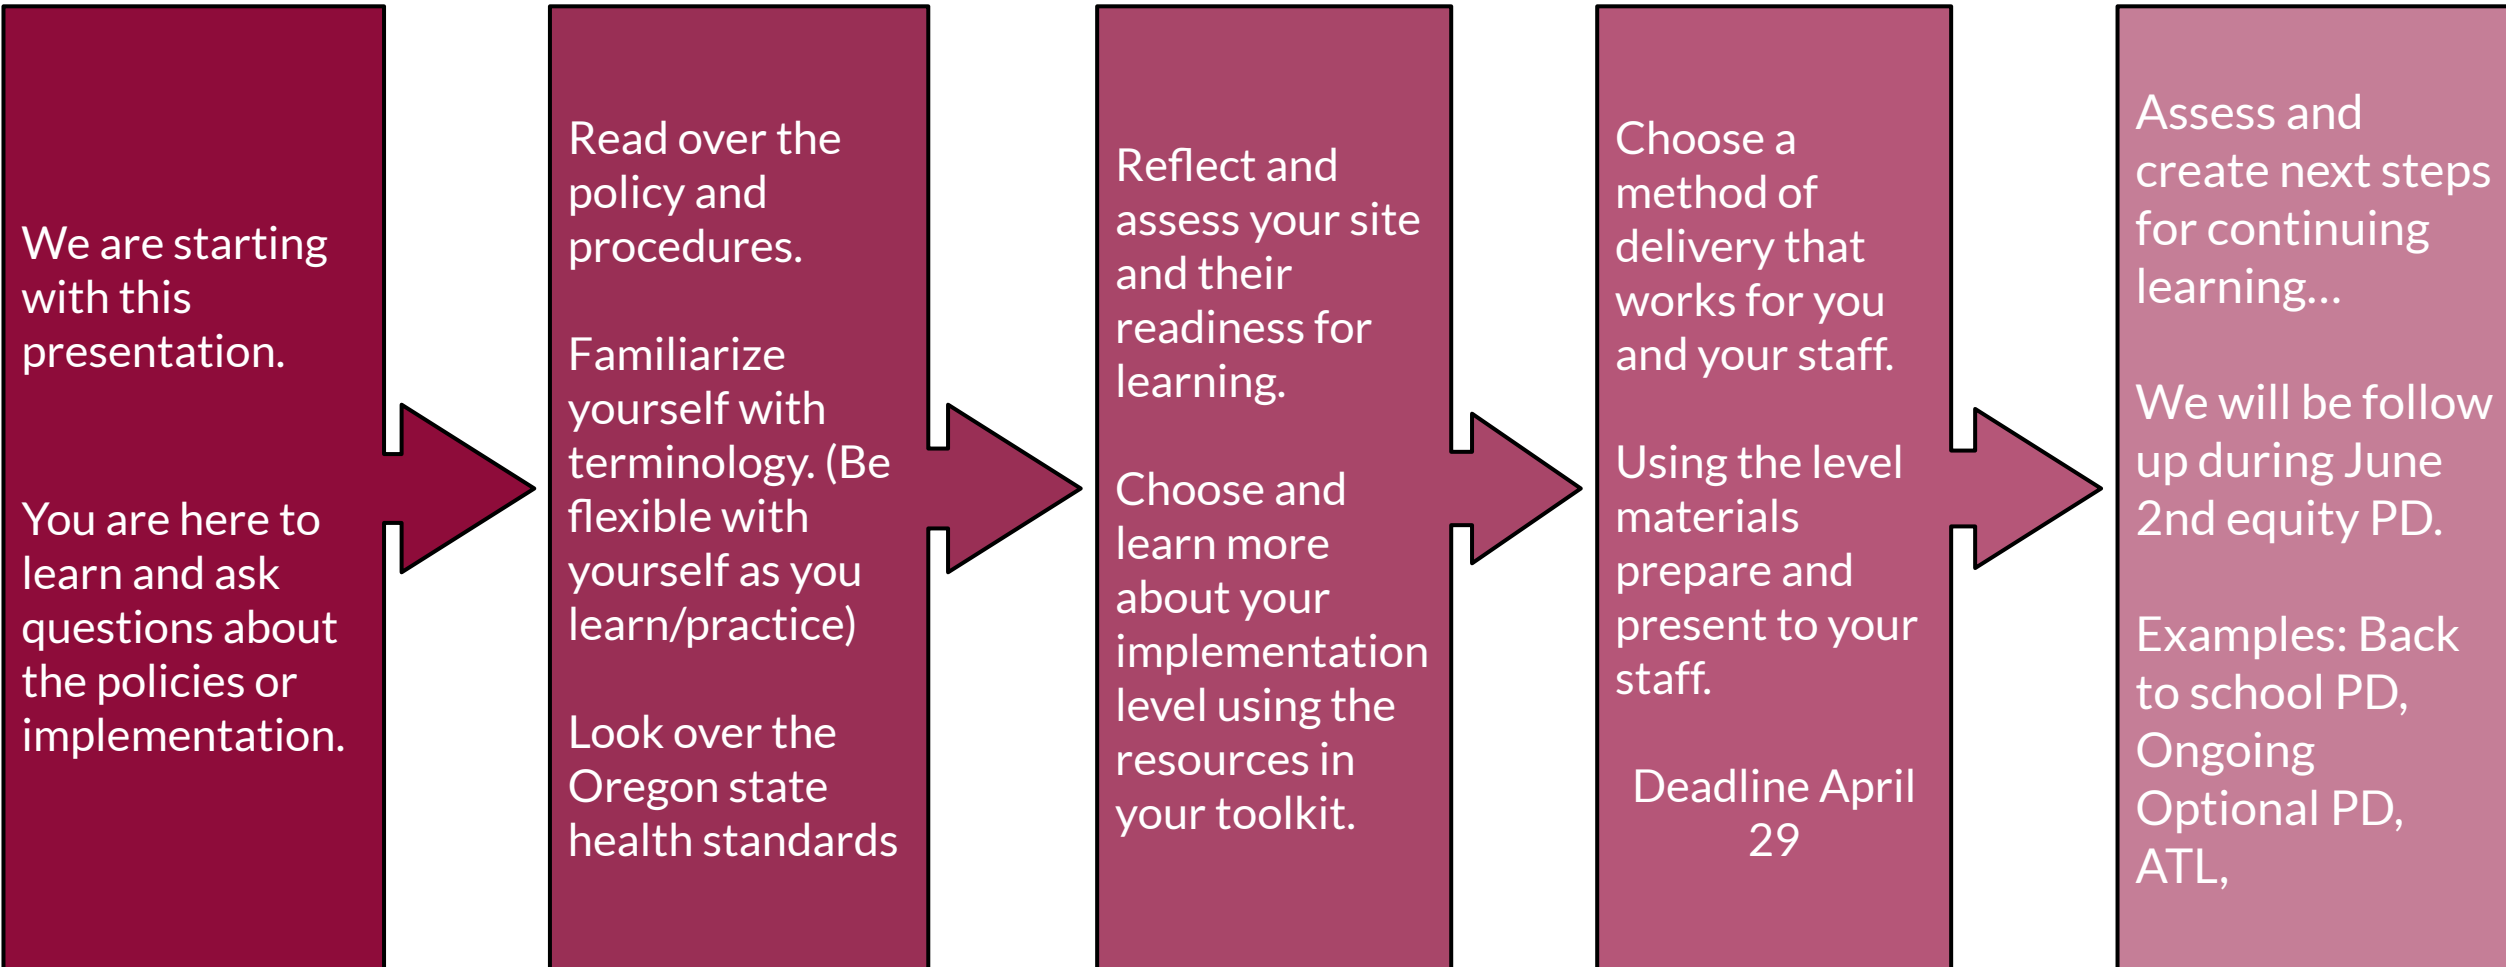 We are starting
with this
presentation.
You are here to
learn and ask
questions about
the policies or
implementation.
Read over the
policy and
procedures.
Familiarize
yourself with
terminology. (Be
flexible with
yourself as you
learn/practice)
Look over the
Oregon state
health standards
Reflect and
assess your site
and their
readiness for
learning.
Choose and
learn more
about your
implementation
level using the
resources in
your toolkit.
Choose a
method of
delivery that
works for you
and your staff.
Using the level
materials
prepare and
present to your
staff.
Deadline April
29
Assess and
create next steps
for continuing
learning...
We will be follow
up during June
2nd equity PD.
Examples: Back
to school PD,
Ongoing
Optional PD,
ATL,